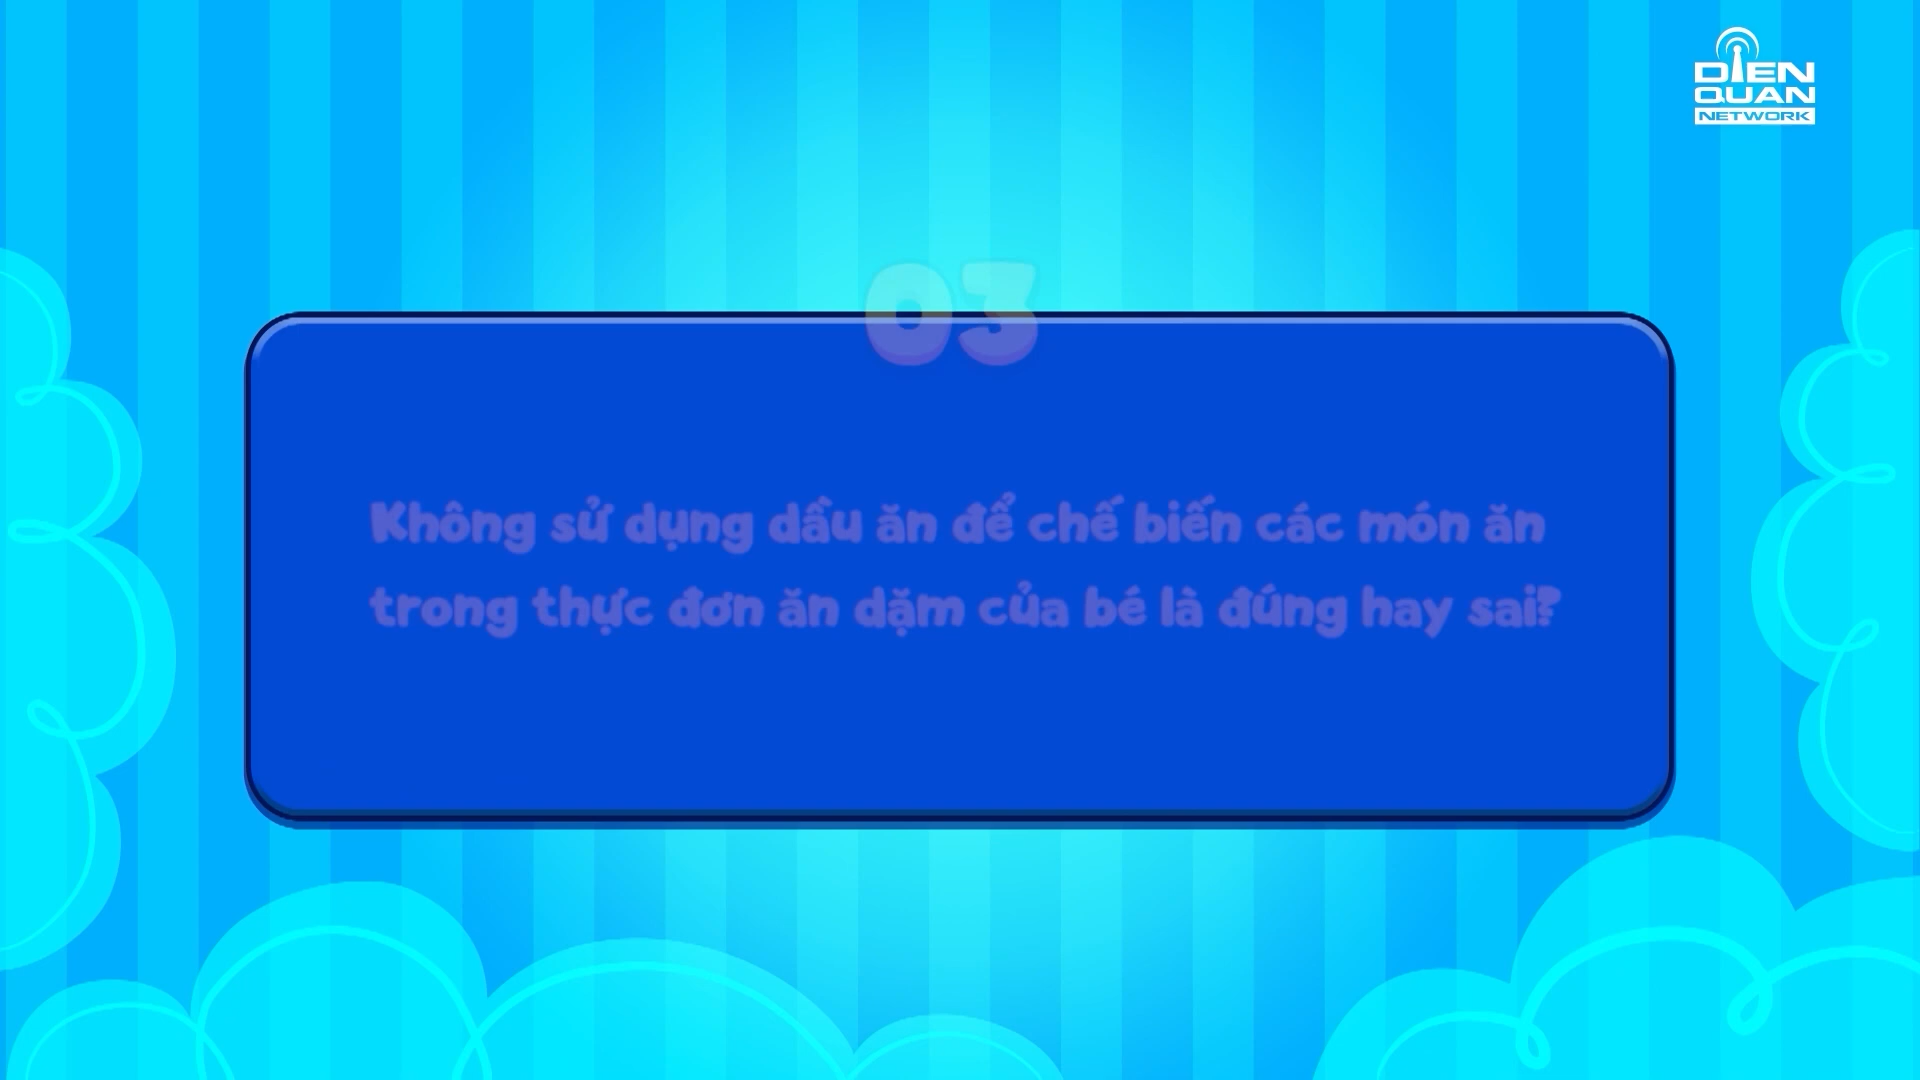 DIEN
QUAN
NETWORK
03
Không sử dụng dầu ăn để chế biến các món ăn
trong thực đơn ăn dặm của bé là đúng hay sai?